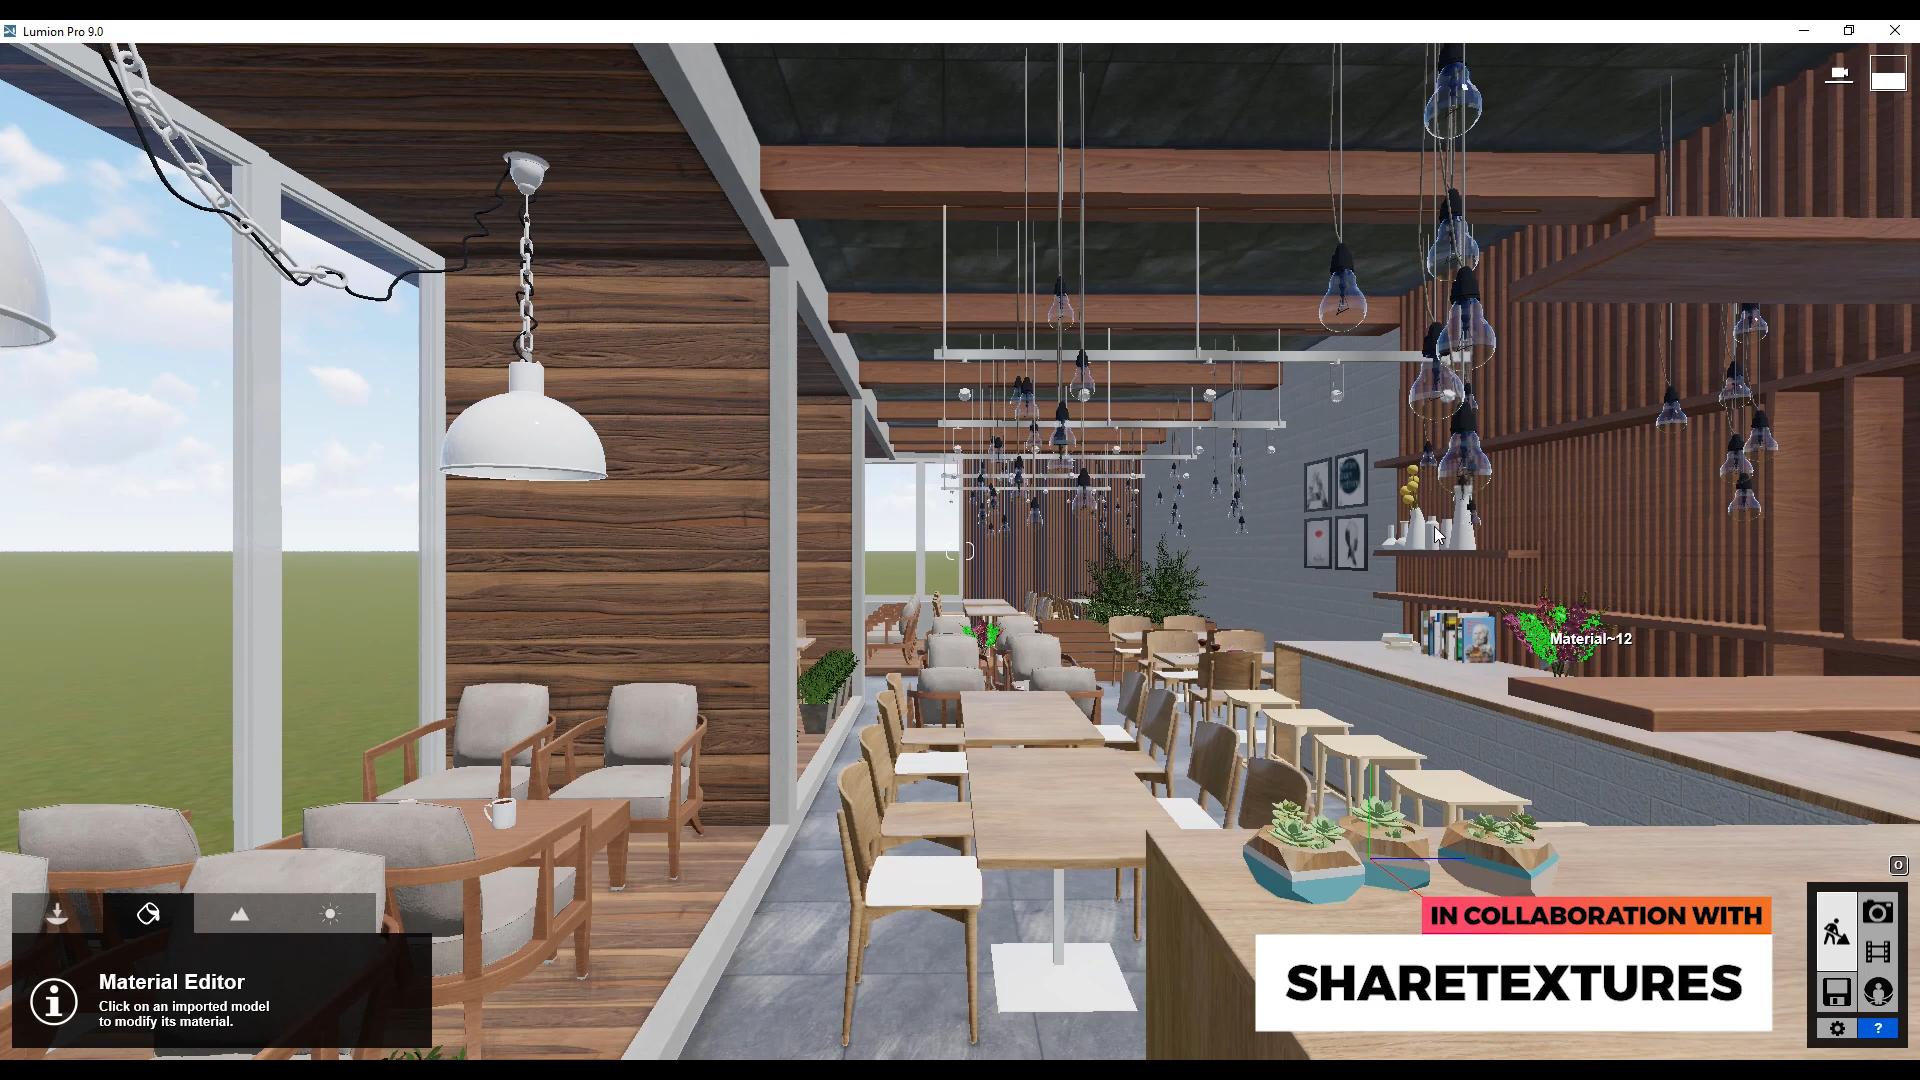 Lumion Pro 9.0
Material~12
O
IN COLLABORATION WITH
SHARETEXTURES
Material Editor
Click on an imported model
to modify its material.
?